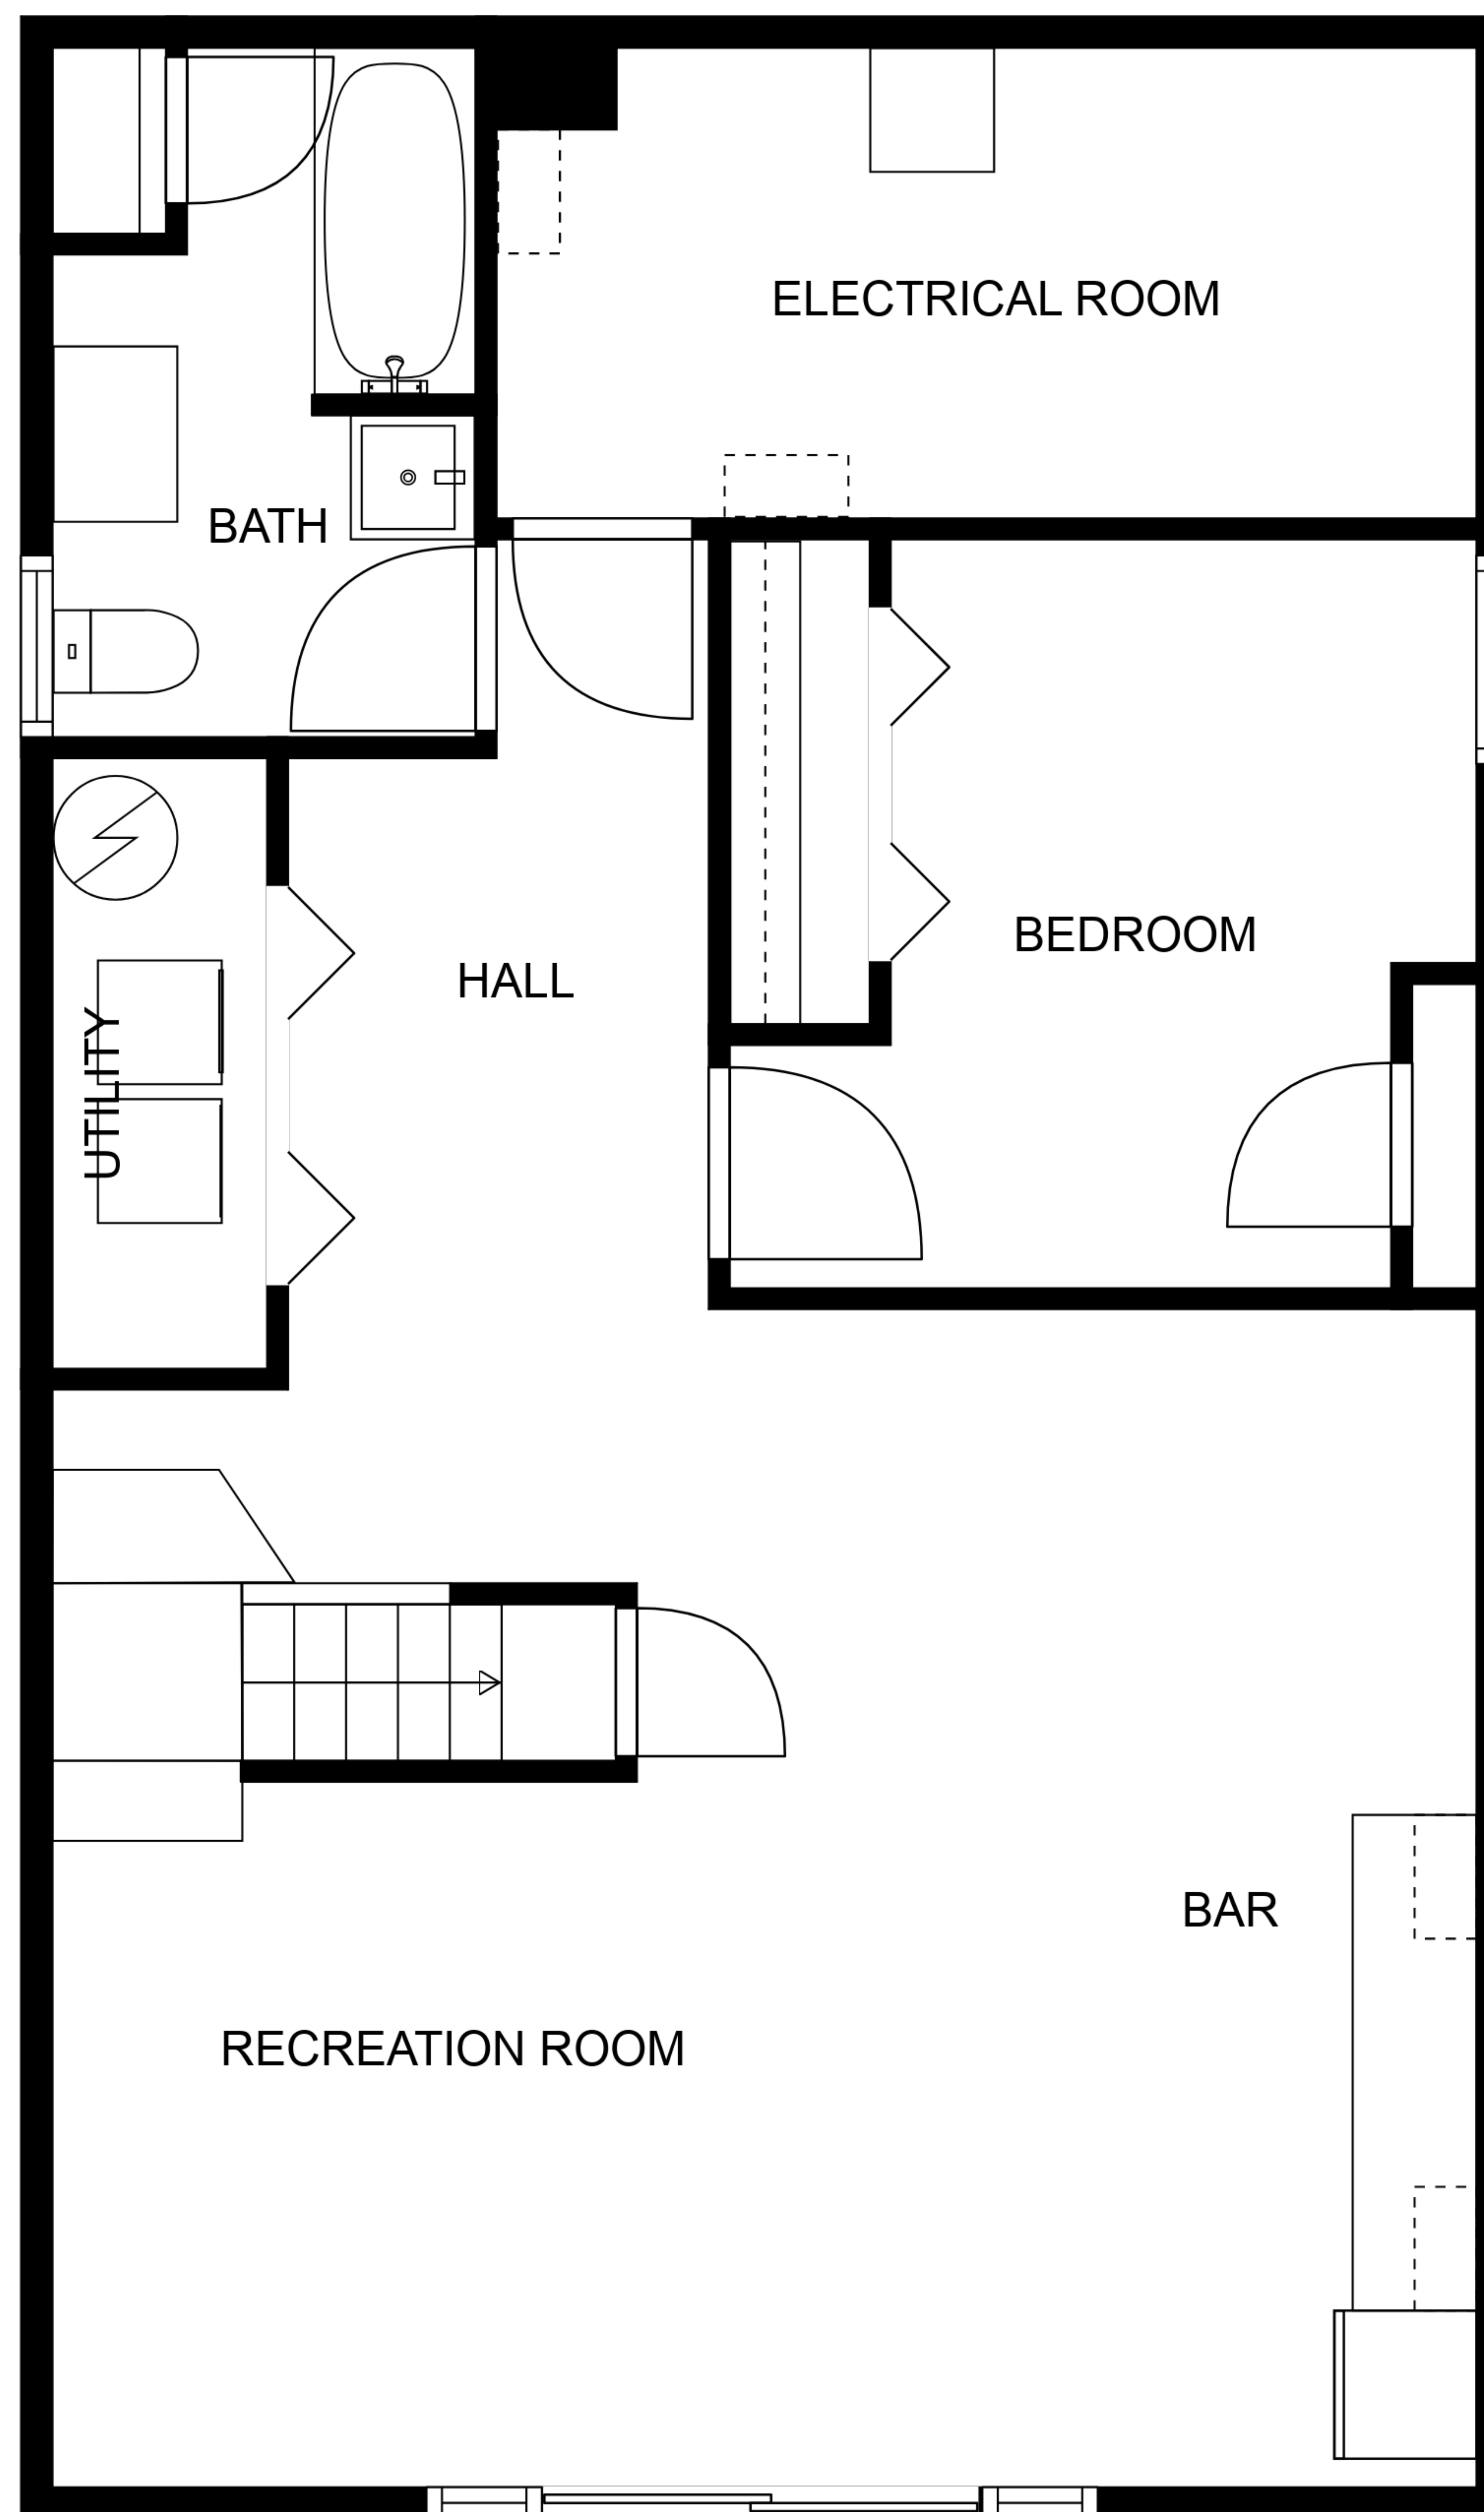 ELECTRICAL ROOM
BATH
BEDROOM
HALL
UTILITY
BAR
RECREATION ROOM